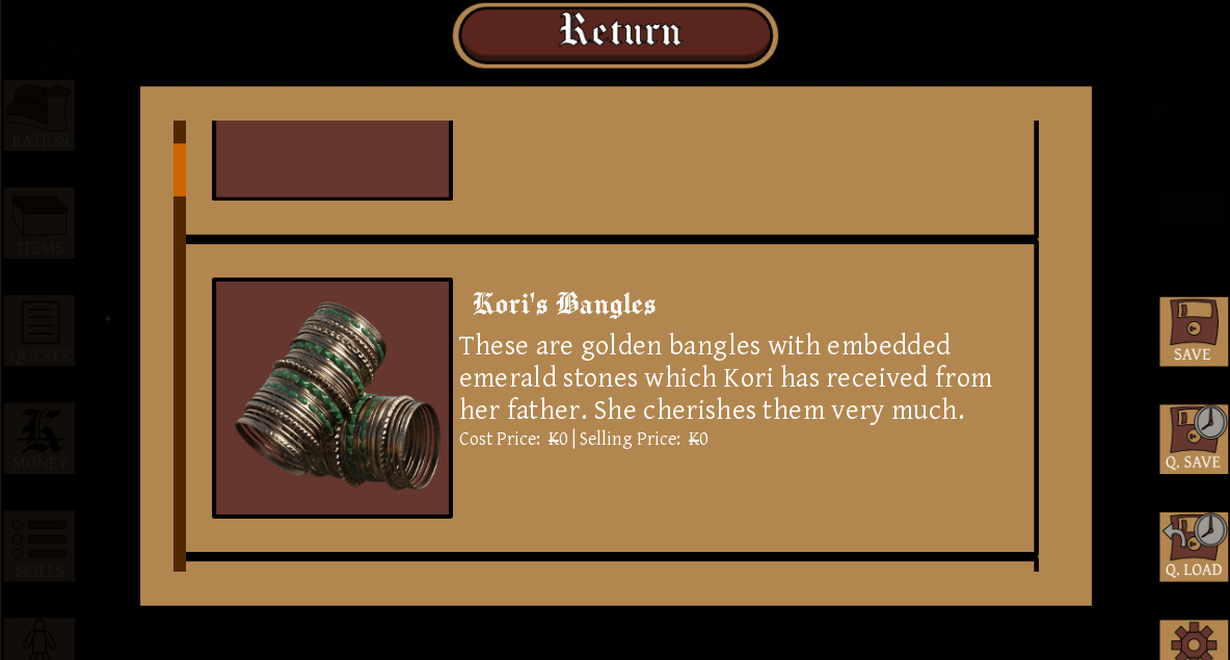 Return
RATION
ITEMS
QUESTS
MONEY
SKILLS
Kori's Bangles
These are golden bangles with embedded
emerald stones which Kori has received from
her father. She cherishes them very much.
Cost Price: ₭0 | Selling Price: ₭0
SAVE
Q. SAVE
Q. LOAD